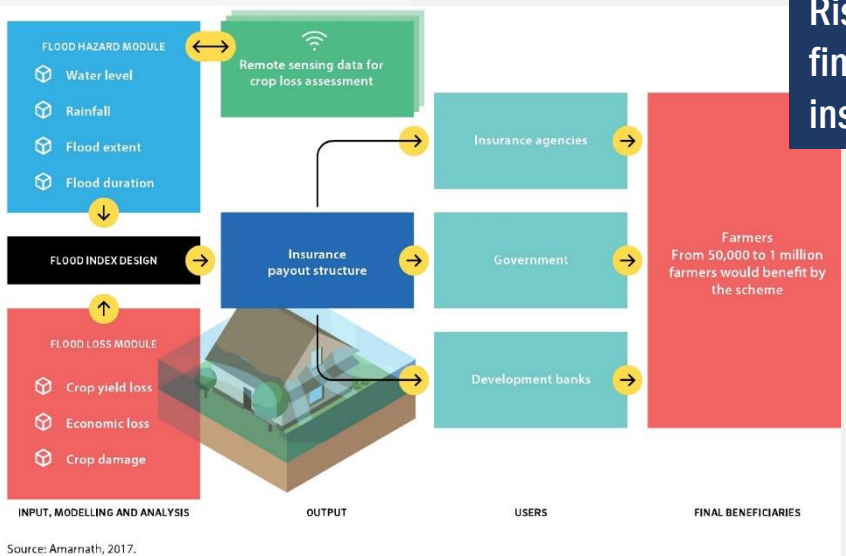 Ris
fin
ins
FLOOD HAZARD MODULE
Water level
Rainfall
Flood extent
Flood duration
Remote sensing data for
crop loss assessment
FLOOD INDEX DESIGN
Insurance
payout structure
FLOOD LOSS MODULE
Crop yield loss
Economic loss
Crop damage
Insurance agencies
Government
Development banks
Farmers
From 50,000 to 1 million
farmers would benefit by
the scheme
INPUT, MODELLING AND ANALYSIS
OUTPUT
USERS
FINAL BENEFICIARIES
Source: Amarnath, 2017.